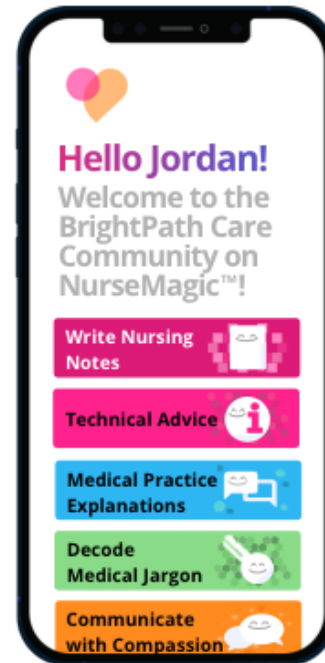 Hello Jordan!
Welcome to the
BrightPath Care
Community on
NurseMagic™!
Write Nursing
Notes
Technical Advice
Medical Practice
Explanations
Decode
Medical Jargon
Communicate
with Compassion